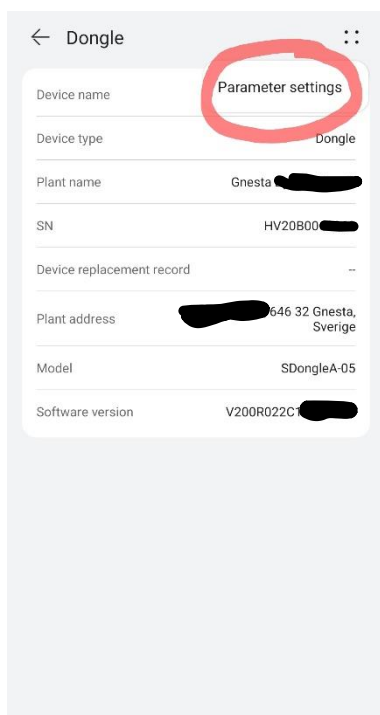 Dongle
Parameter settings
Device name
Device type Dongle
Plant name Gnesta
SN HV20B00
Device replacement record --
Plant address 646 32 Gnesta,
Sverige
Model SDongleA-05
Software version V200R022C1